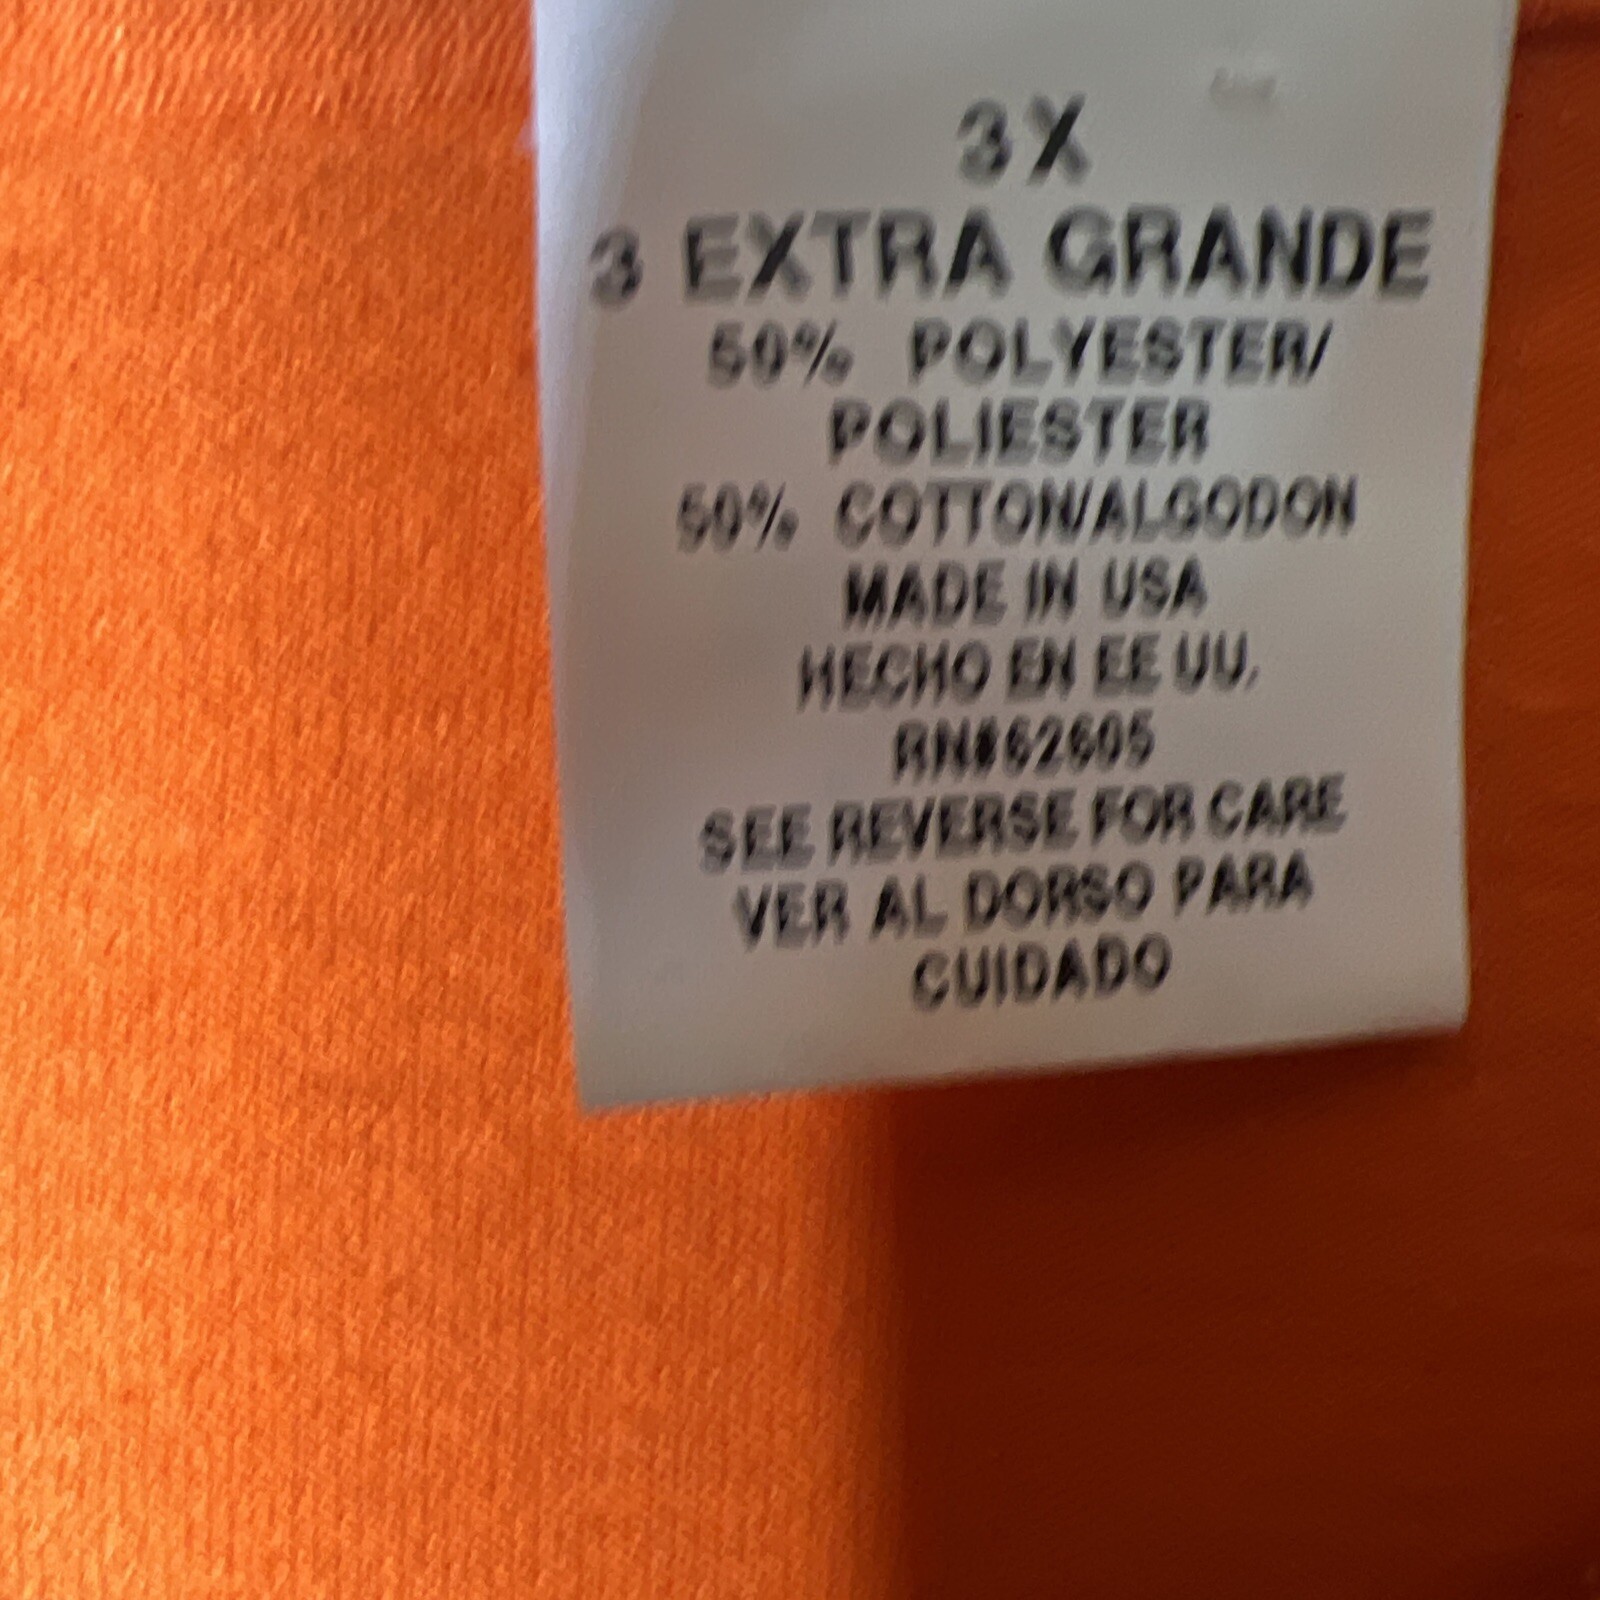 3X
3 EXTRA GRANDE
50% POLYESTER/
POLIESTER
50% COTTON/ALGODON
MADE IN USA
HECHO EN EE UU.
RN#62605
SEE REVERSE FOR CARE
VER AL DORSO PARA
CUIDADO